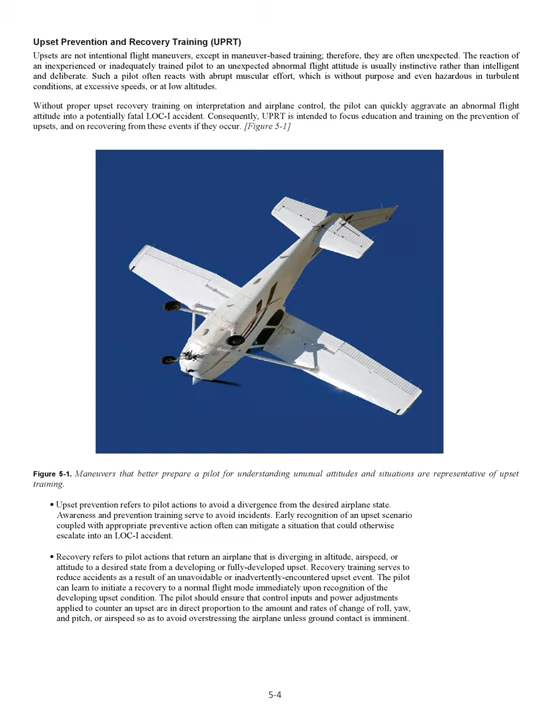 Upset Prevention and Recovery Training (UPRT)
Upsets are not intentional flight maneuvers, except in maneuver-based training; therefore, they are often unexpected. The reaction of
an inexperienced or inadequately trained pilot to an unexpected abnormal flight attitude is usually instinctive rather than intelligent
and deliberate. Such a pilot often reacts with abrupt muscular effort, which is without purpose and even hazardous in turbulent
conditions, at excessive speeds, or at low altitudes.
Without proper upset recovery training on interpretation and airplane control, the pilot can quickly aggravate an abnormal flight
attitude into a potentially fatal LOC-I accident. Consequently, UPRT is intended to focus education and training on the prevention of
upsets, and on recovering from these events if they occur. [Figure 5-1]
Figure 5-1. Maneuvers that better prepare a pilot for understanding unusual attitudes and situations are representative of upset
training.
• Upset prevention refers to pilot actions to avoid a divergence from the desired airplane state.
Awareness and prevention training serve to avoid incidents. Early recognition of an upset scenario
coupled with appropriate preventive action often can mitigate a situation that could otherwise
escalate into an LOC-I accident.
• Recovery refers to pilot actions that return an airplane that is diverging in altitude, airspeed, or
attitude to a desired state from a developing or fully-developed upset. Recovery training serves to
reduce accidents as a result of an unavoidable or inadvertently-encountered upset event. The pilot
can learn to initiate a recovery to a normal flight mode immediately upon recognition of the
developing upset condition. The pilot should ensure that control inputs and power adjustments
applied to counter an upset are in direct proportion to the amount and rates of change of roll, yaw,
and pitch, or airspeed so as to avoid overstressing the airplane unless ground contact is imminent.
5-4